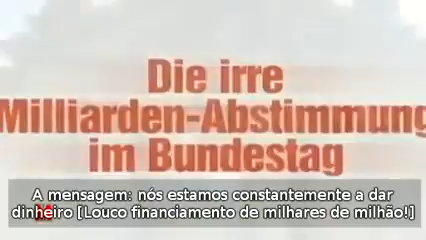 Die irre
Milliarden-Abstimmung
im Bundestag
A mensagem: nós estamos constantemente a dar
dinheiro [Louco financiamento de milhares de milhão!]